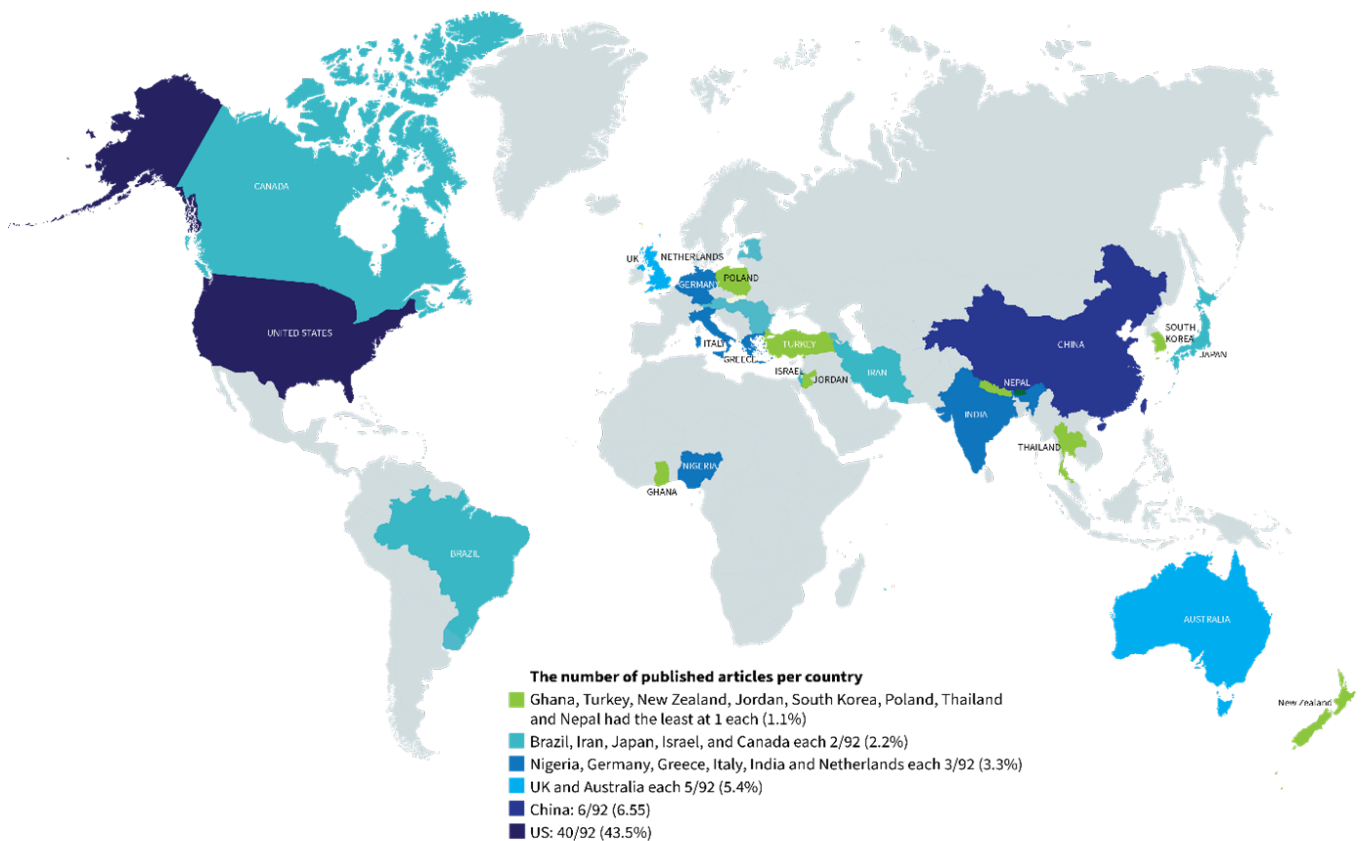 CANADA
UK
NETHERLANDS
GERMAN
POLAND
UNITED STATES
ITALY
GREECE
TURKEY
ISRAEL
JORDAN
IRAN
CHINA
SOUTH
KOREA
JAPAN
NEPAL
INDIA
THAILAND
NIGERIA
GHANA
BRAZIL
AUSTRALIA
New Zealand
The number of published articles per country
Ghana, Turkey, New Zealand, Jordan, South Korea, Poland, Thailand
and Nepal had the least at 1 each (1.1%)
Brazil, Iran, Japan, Israel, and Canada each 2/92 (2.2%)
Nigeria, Germany, Greece, Italy, India and Netherlands each 3/92 (3.3%)
UK and Australia each 5/92 (5.4%)
China: 6/92 (6.55)
US: 40/92 (43.5%)